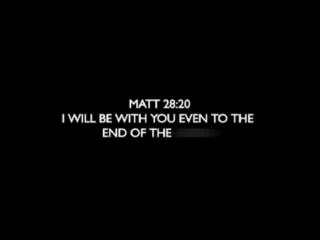 MATT 28:20
I WILL BE WITH YOU EVEN TO THE
END OF THE